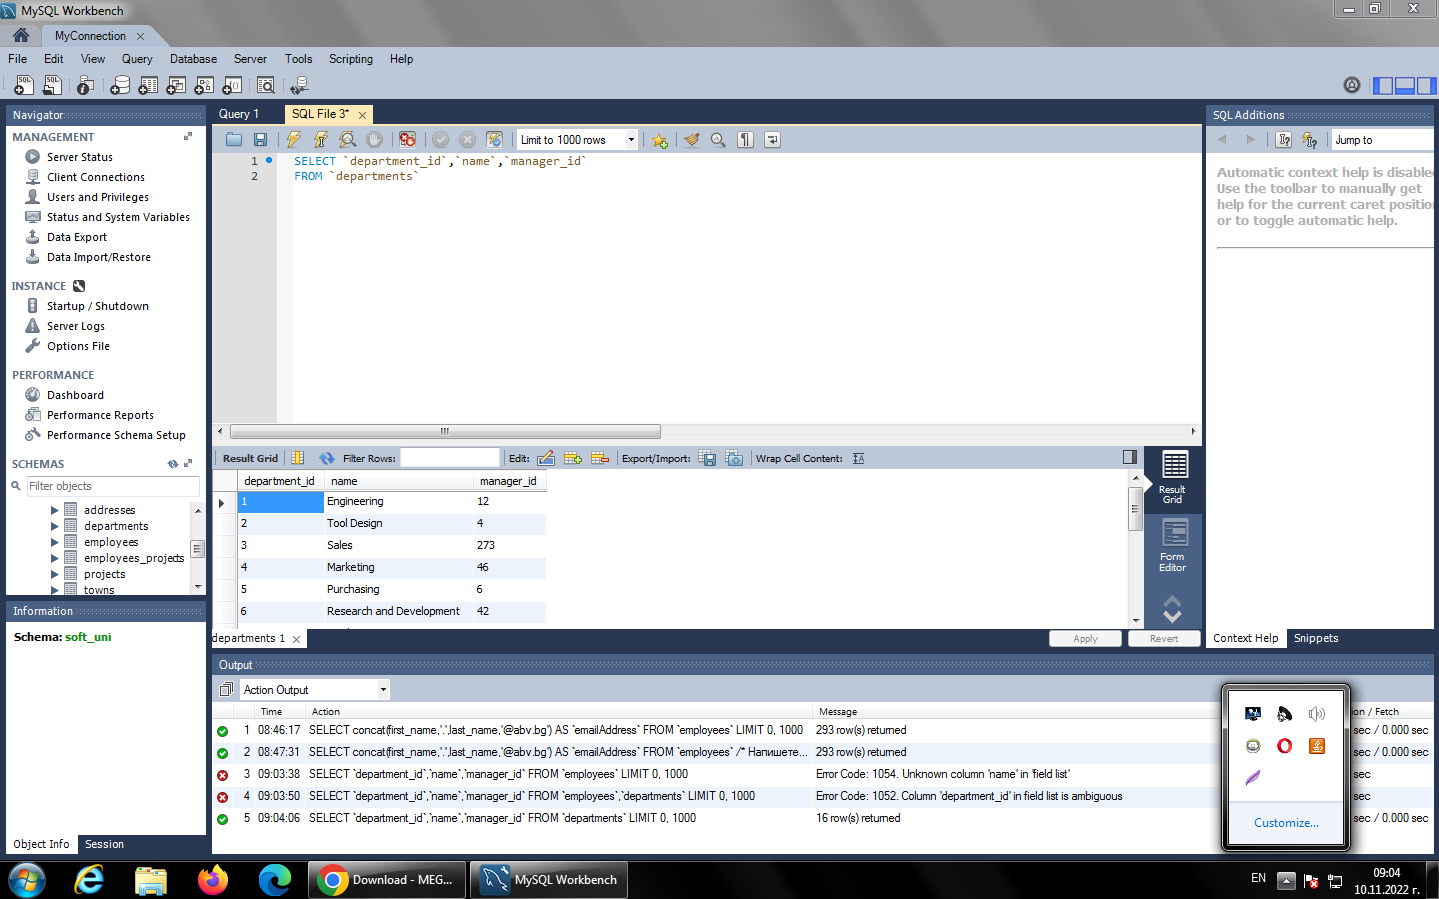 MySQL Workbench
MyConnection
File Edit View Query Database Server Tools Scripting Help
Navigator
MANAGEMENT
Server Status
Client Connections
Users and Privileges
Status and System Variables
Data Export
Data Import/Restore
INSTANCE
Startup / Shutdown
Server Logs
Options File
PERFORMANCE
Dashboard
Performance Reports
Performance Schema Setup
SCHEMAS
Filter objects
addresses
departments
employees
employees_projects
projects
towns
Information
Schema: soft_uni
Object Info Session
Query 1 SQL File 3*
Limit to 1000 rows
1 SELECT `department_id`,`name`,`manager_id`
2 FROM `departments`
Result Grid Filter Rows: Edit: Export/Import: Wrap Cell Content:
department_id name manager_id
1 Engineering 12
2 Tool Design 4
3 Sales 273
4 Marketing 46
5 Purchasing 6
6 Research and Development 42
Result Grid
Form Editor
departments 1
Apply Revert
SQL Additions
Jump to
Automatic context help is disabled
Use the toolbar to manually get
help for the current caret position
or to toggle automatic help.
Context Help Snippets
Output
Action Output
Time Action Message on / Fetch
1 08:46:17 SELECT concat(first_name,'.',last_name,'@abv.bg') AS `emailAddress` FROM `employees` LIMIT 0, 1000 293 row(s) returned sec / 0.000 sec
2 08:47:31 SELECT concat(first_name,'.',last_name,'@abv.bg') AS `emailAddress` FROM `employees` /* Напишете... 293 row(s) returned sec / 0.000 sec
3 09:03:38 SELECT `department_id`,`name`,`manager_id` FROM `employees` LIMIT 0, 1000 Error Code: 1054. Unknown column 'name' in 'field list' sec
4 09:03:50 SELECT `department_id`,`name`,`manager_id` FROM `employees`,`departments` LIMIT 0, 1000 Error Code: 1052. Column 'department_id' in field list is ambiguous sec
5 09:04:06 SELECT `department_id`,`name`,`manager_id` FROM `departments` LIMIT 0, 1000 16 row(s) returned sec / 0.000 sec
Customize...
Download - MEG...
MySQL Workbench
EN
09:04
10.11.2022 г.